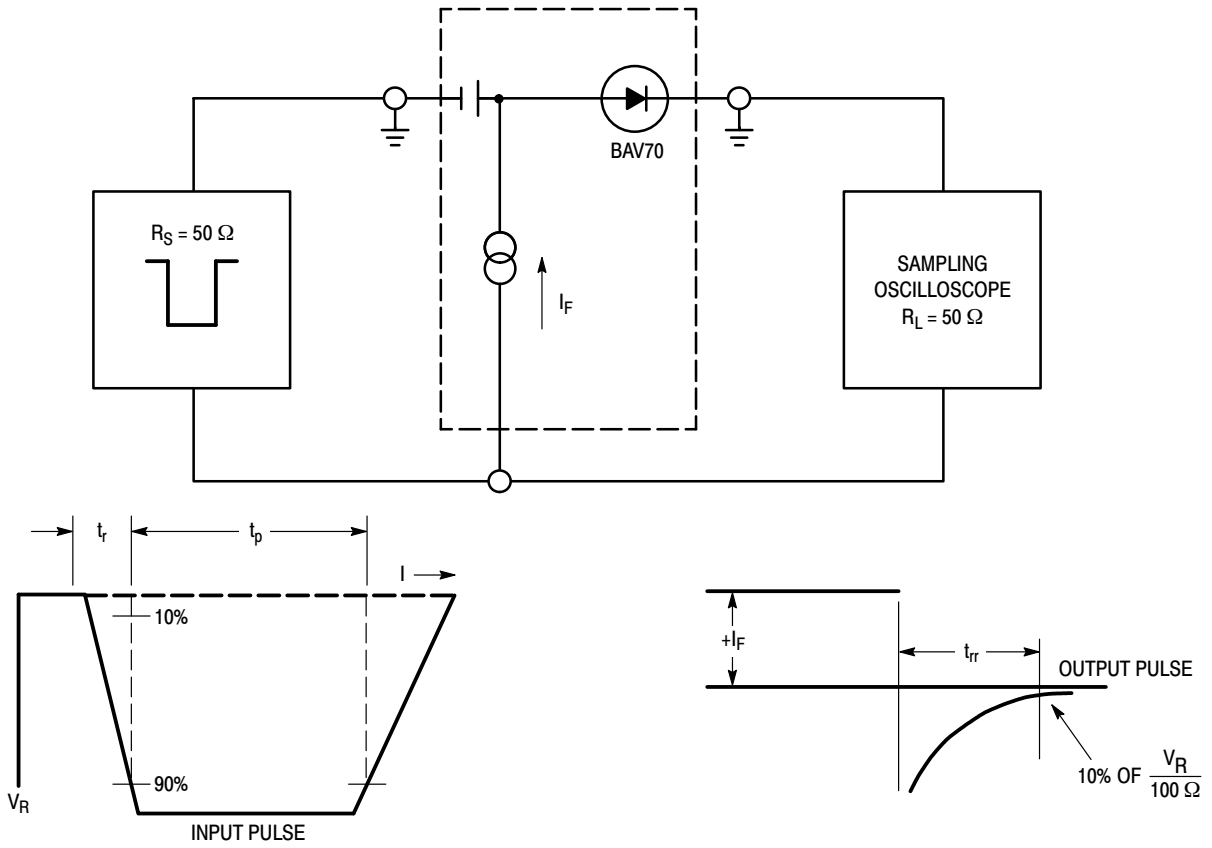 BAV70
R_S = 50 Ω
I_F
SAMPLING
OSCILLOSCOPE
R_L = 50 Ω
t_r
t_p
I
10%
90%
V_R
INPUT PULSE
+I_F
t_rr
OUTPUT PULSE
10% OF V_R
100 Ω